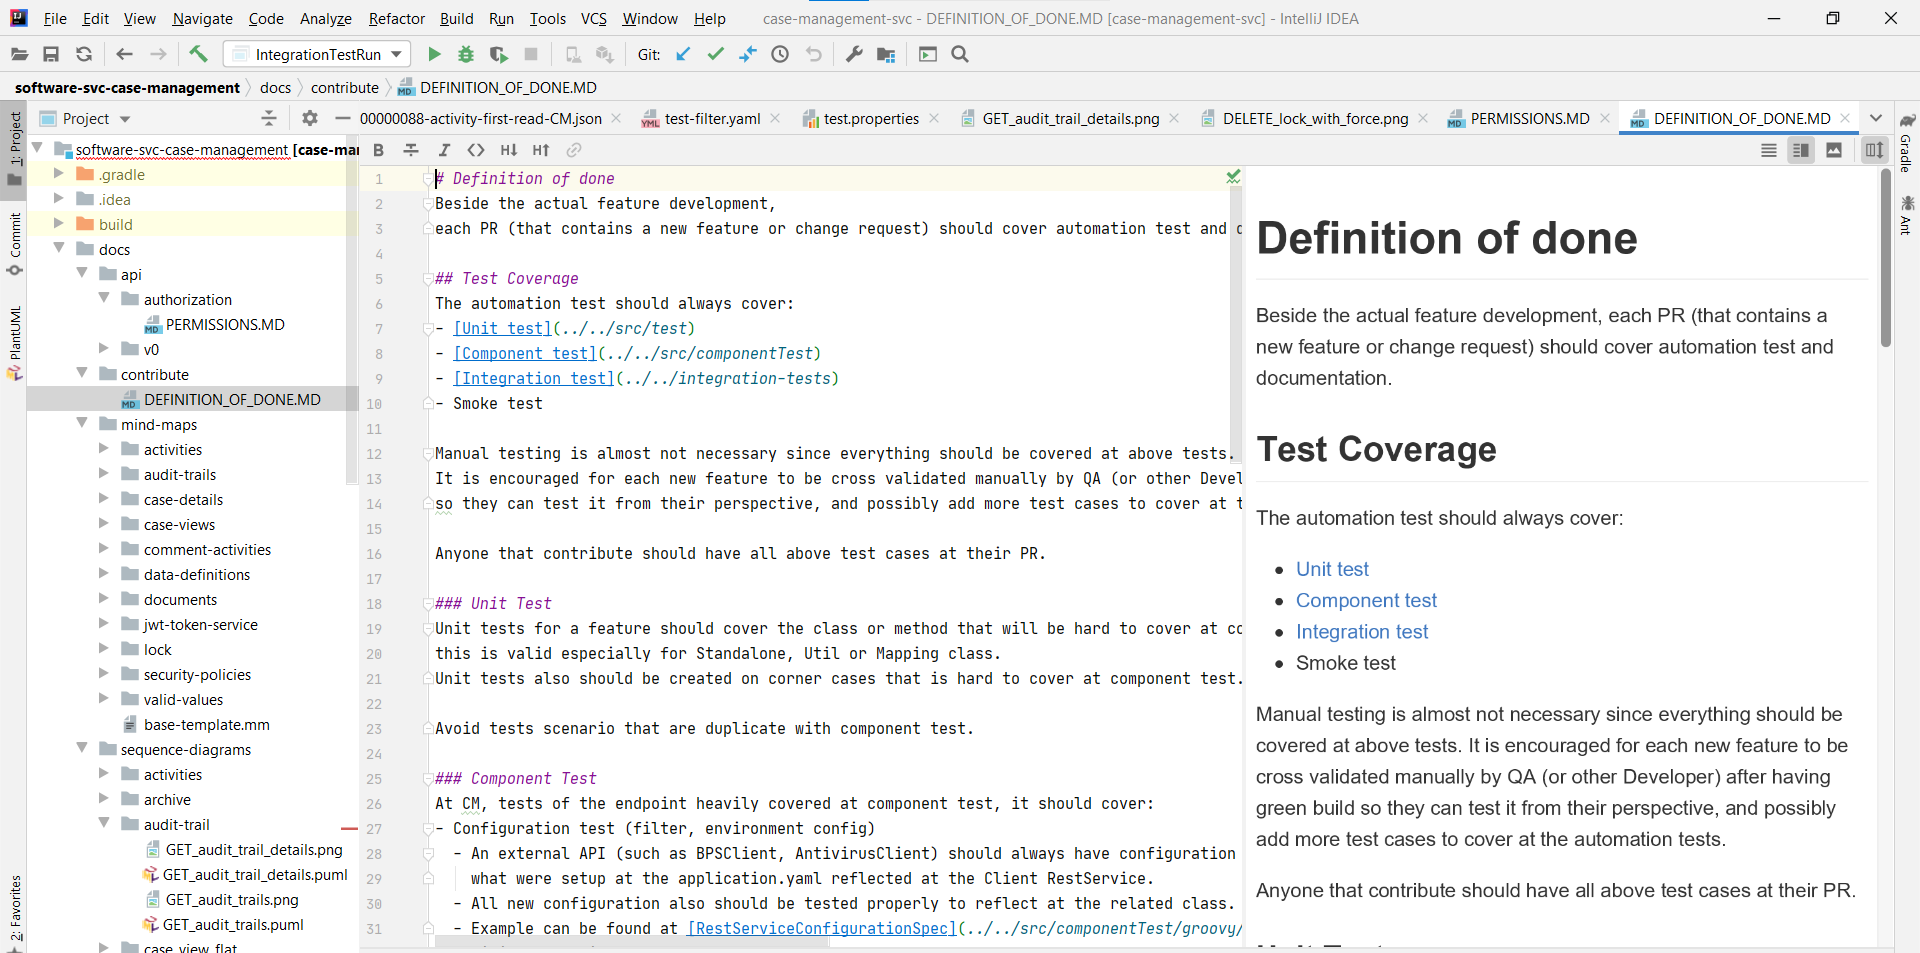 File Edit View Navigate Code Analyze Refactor Build Run Tools VCS Window Help case-management-svc - DEFINITION_OF_DONE.MD [case-management-svc] - IntelliJ IDEA
IntegrationTestRun Git:
software-svc-case-management docs contribute DEFINITION_OF_DONE.MD
Project 00000088-activity-first-read-CM.json test-filter.yaml test.properties GET_audit_trail_details.png DELETE_lock_with_force.png PERMISSIONS.MD DEFINITION_OF_DONE.MD
1: Project
Commit
PlantUML
2: Favorites
software-svc-case-management [case-mar
.gradle
.idea
build
docs
api
authorization
PERMISSIONS.MD
v0
contribute
DEFINITION_OF_DONE.MD
mind-maps
activities
audit-trails
case-details
case-views
comment-activities
data-definitions
documents
jwt-token-service
lock
security-policies
valid-values
base-template.mm
sequence-diagrams
activities
archive
audit-trail
GET_audit_trail_details.png
GET_audit_trail_details.puml
GET_audit_trails.png
GET_audit_trails.puml
case_view_flat
1 # Definition of done
2 Beside the actual feature development,
3 each PR (that contains a new feature or change request) should cover automation test and
4
5 ## Test Coverage
6 The automation test should always cover:
7 - [Unit test](../../src/test)
8 - [Component test](../../src/componentTest)
9 - [Integration test](../../integration-tests)
10 - Smoke test
11
12 Manual testing is almost not necessary since everything should be covered at above tests.
13 It is encouraged for each new feature to be cross validated manually by QA (or other Devel
14 so they can test it from their perspective, and possibly add more test cases to cover at t
15
16 Anyone that contribute should have all above test cases at their PR.
17
18 ### Unit Test
19 Unit tests for a feature should cover the class or method that will be hard to cover at co
20 this is valid especially for Standalone, Util or Mapping class.
21 Unit tests also should be created on corner cases that is hard to cover at component test.
22
23 Avoid tests scenario that are duplicate with component test.
24
25 ### Component Test
26 At CM, tests of the endpoint heavily covered at component test, it should cover:
27 - Configuration test (filter, environment config)
28 - An external API (such as BPSClient, AntivirusClient) should always have configuration
29 what were setup at the application.yaml reflected at the Client RestService.
30 - All new configuration also should be tested properly to reflect at the related class.
31 - Example can be found at [RestServiceConfigurationSpec](../../src/componentTest/groovy/
Definition of done
Beside the actual feature development, each PR (that contains a
new feature or change request) should cover automation test and
documentation.
Test Coverage
The automation test should always cover:
• Unit test
• Component test
• Integration test
• Smoke test
Manual testing is almost not necessary since everything should be
covered at above tests. It is encouraged for each new feature to be
cross validated manually by QA (or other Developer) after having
green build so they can test it from their perspective, and possibly
add more test cases to cover at the automation tests.
Anyone that contribute should have all above test cases at their PR.
Gradle
Ant